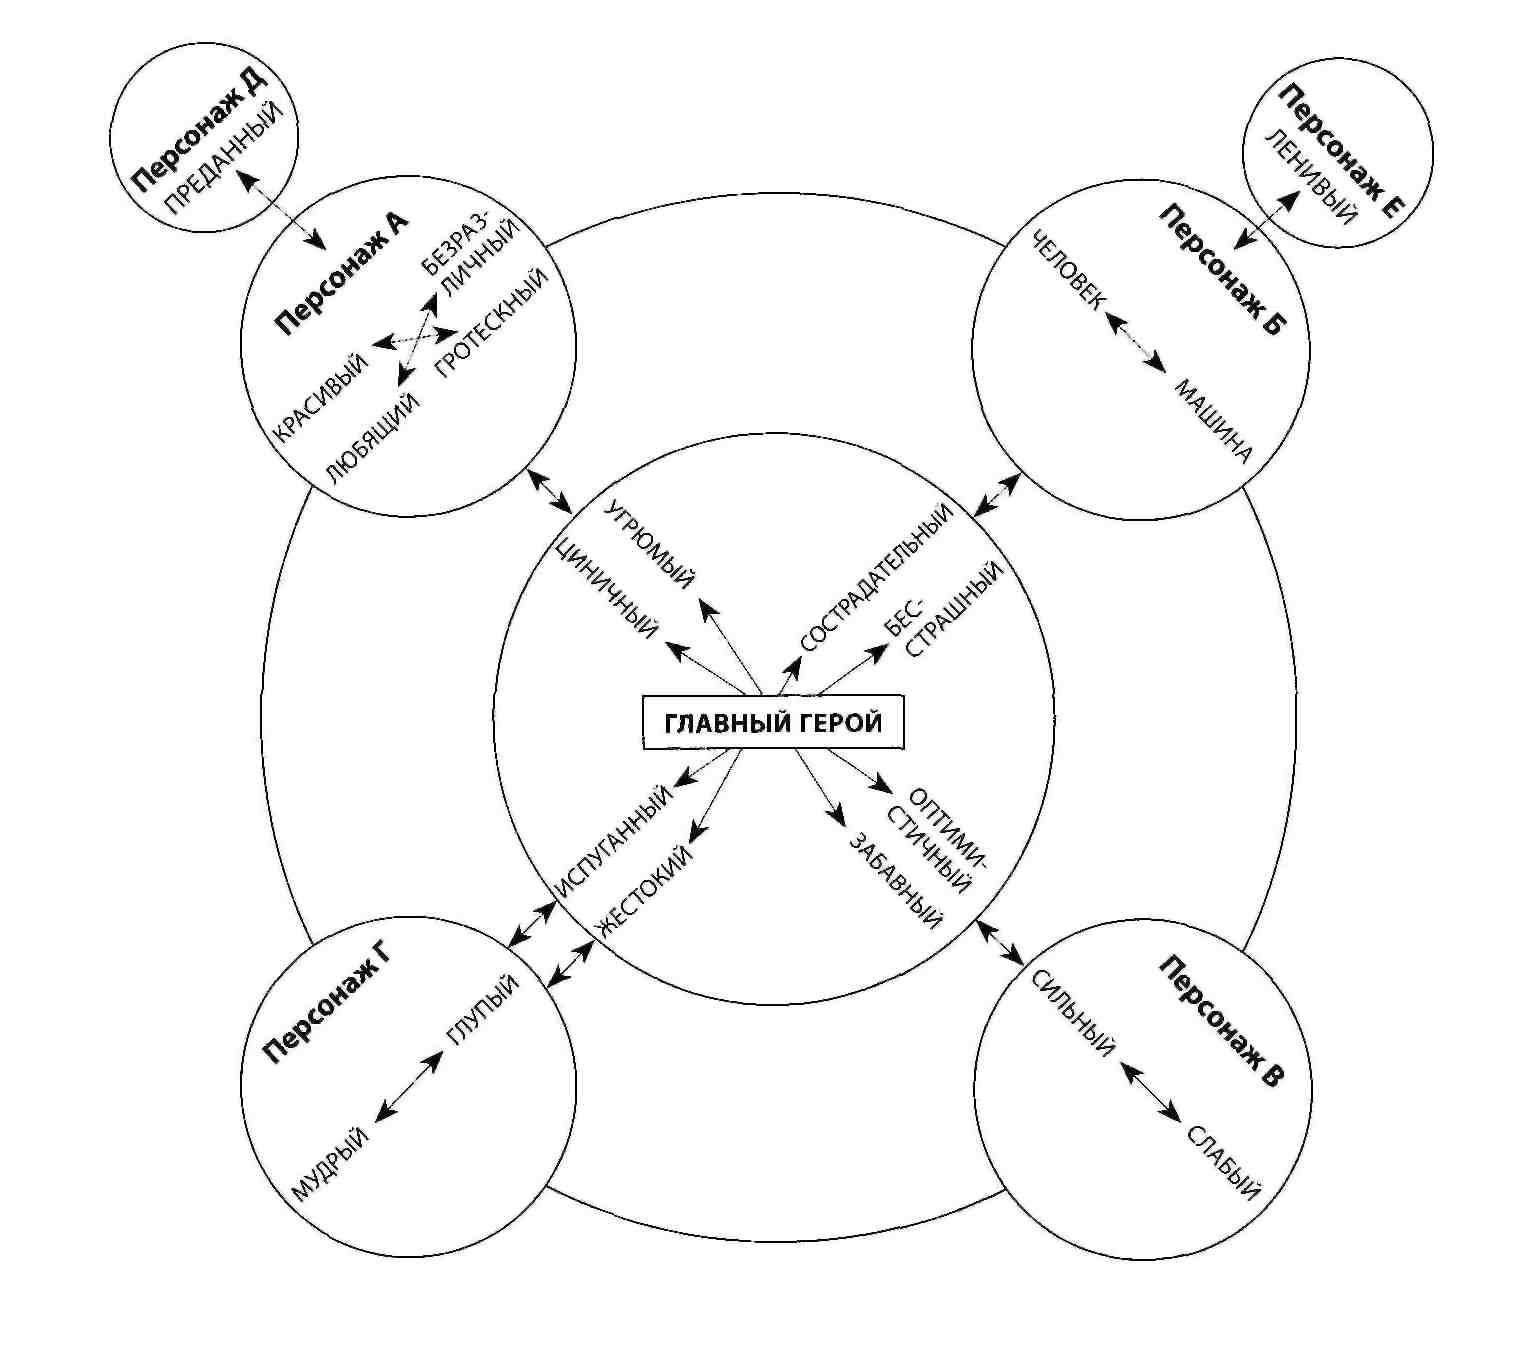 Персонаж Д
ПРЕДАННЫЙ
Персонаж Е
ЛЕНИВЫЙ
Персонаж А
БЕЗРАЗ-
ЛИЧНЫЙ
ГРОТЕСКНЫЙ
КРАСИВЫЙ
ЛЮБЯЩИЙ
Персонаж Б
ЧЕЛОВЕК
МАШИНА
УГРЮМЫЙ
ЦИНИЧНЫЙ
СОСТРАДАТЕЛЬНЫЙ
БЕС-
СТРАШНЫЙ
ГЛАВНЫЙ ГЕРОЙ
ИСПУГАННЫЙ
ЖЕСТОКИЙ
ОПТИМИ-
СТИЧНЫЙ
ЗАБАВНЫЙ
Персонаж Г
ГЛУПЫЙ
МУДРЫЙ
Персонаж В
СИЛЬНЫЙ
СЛАБЫЙ